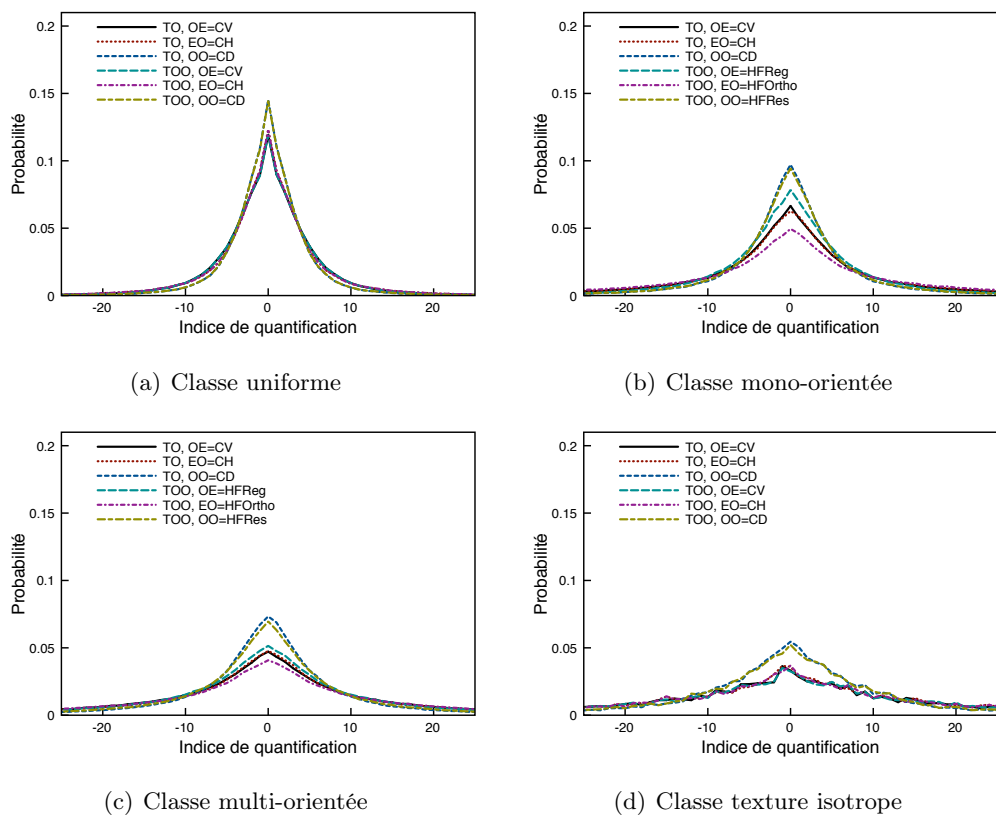 0.2
0.15
0.1
0.05
0
Probabilité
-20 -10 0 10 20
Indice de quantification
TO, OE=CV
TO, EO=CH
TO, OO=CD
TOO, OE=CV
TOO, EO=CH
TOO, OO=CD
(a) Classe uniforme
0.2
0.15
0.1
0.05
0
Probabilité
-20 -10 0 10 20
Indice de quantification
TO, OE=CV
TO, EO=CH
TO, OO=CD
TOO, OE=HFReg
TOO, EO=HFOrtho
TOO, OO=HFRes
(b) Classe mono-orientée
0.2
0.15
0.1
0.05
0
Probabilité
-20 -10 0 10 20
Indice de quantification
TO, OE=CV
TO, EO=CH
TO, OO=CD
TOO, OE=HFReg
TOO, EO=HFOrtho
TOO, OO=HFRes
(c) Classe multi-orientée
0.2
0.15
0.1
0.05
0
Probabilité
-20 -10 0 10 20
Indice de quantification
TO, OE=CV
TO, EO=CH
TO, OO=CD
TOO, OE=CV
TOO, EO=CH
TOO, OO=CD
(d) Classe texture isotrope